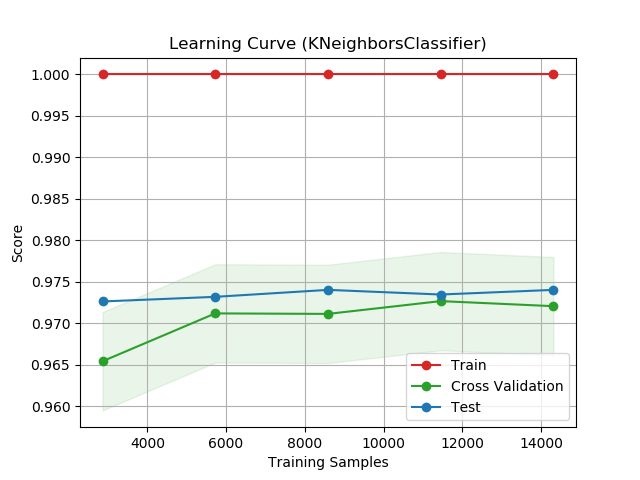 Learning Curve (KNeighborsClassifier)
1.000
0.995
0.990
0.985
0.980
0.975
0.970
0.965
0.960
Score
4000 6000 8000 10000 12000 14000
Training Samples
Train
Cross Validation
Test